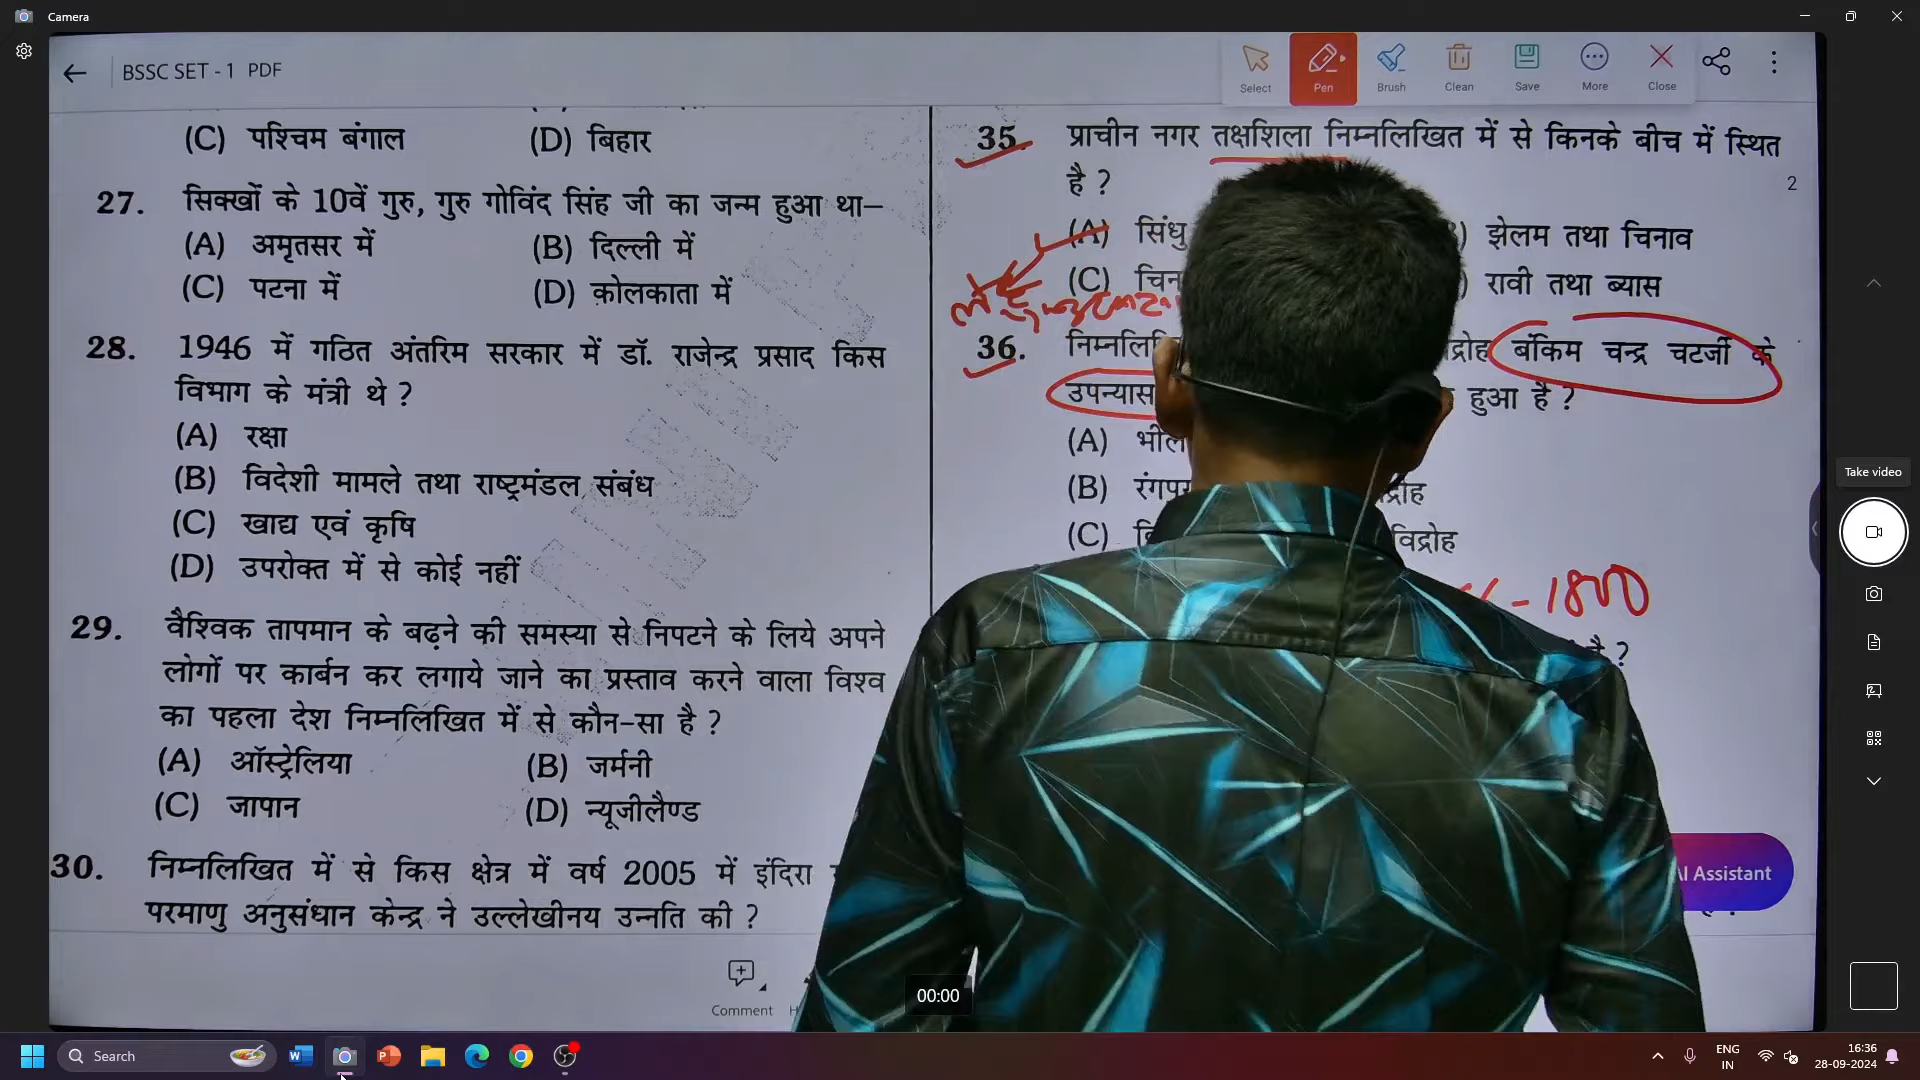 Camera
BSSC SET - 1 PDF
Select
Pen
Brush
Clean
Save
More
Close
(C) पश्चिम बंगाल (D) बिहार
27. सिक्खों के 10वें गुरु, गुरु गोविंद सिंह जी का जन्म हुआ था–
(A) अमृतसर में (B) दिल्ली में
(C) पटना में (D) क़ोलकाता में
28. 1946 में गठित अंतरिम सरकार में डॉ. राजेन्द्र प्रसाद किस
विभाग के मंत्री थे ?
(A) रक्षा
(B) विदेशी मामले तथा राष्ट्रमंडल संबंध
(C) खाद्य एवं कृषि
(D) उपरोक्त में से कोई नहीं
29. वैश्विक तापमान के बढ़ने की समस्या से निपटने के लिये अपने
लोगों पर कार्बन कर लगाये जाने का प्रस्ताव करने वाला विश्व
का पहला देश निम्नलिखित में से कौन-सा है ?
(A) ऑस्ट्रेलिया (B) जर्मनी
(C) जापान (D) न्यूजीलैण्ड
30. निम्नलिखित में से किस क्षेत्र में वर्ष 2005 में इंदिरा
परमाणु अनुसंधान केन्द्र ने उल्लेखीनय उन्नति की ?
35. प्राचीन नगर तक्षशिला निम्नलिखित में से किनके बीच में स्थित
है ?
2
(A) सिंधु झेलम तथा चिनाव
(C) रावी तथा ब्यास
36. बंकिम चन्द्र चटर्जी के
उपन्यास हुआ है ?
(A)
(B)
(C) विद्रोह
- 1800
है ?
AI Assistant
Comment
00:00
Take video
Search
ENG
IN
16:36
28-09-2024